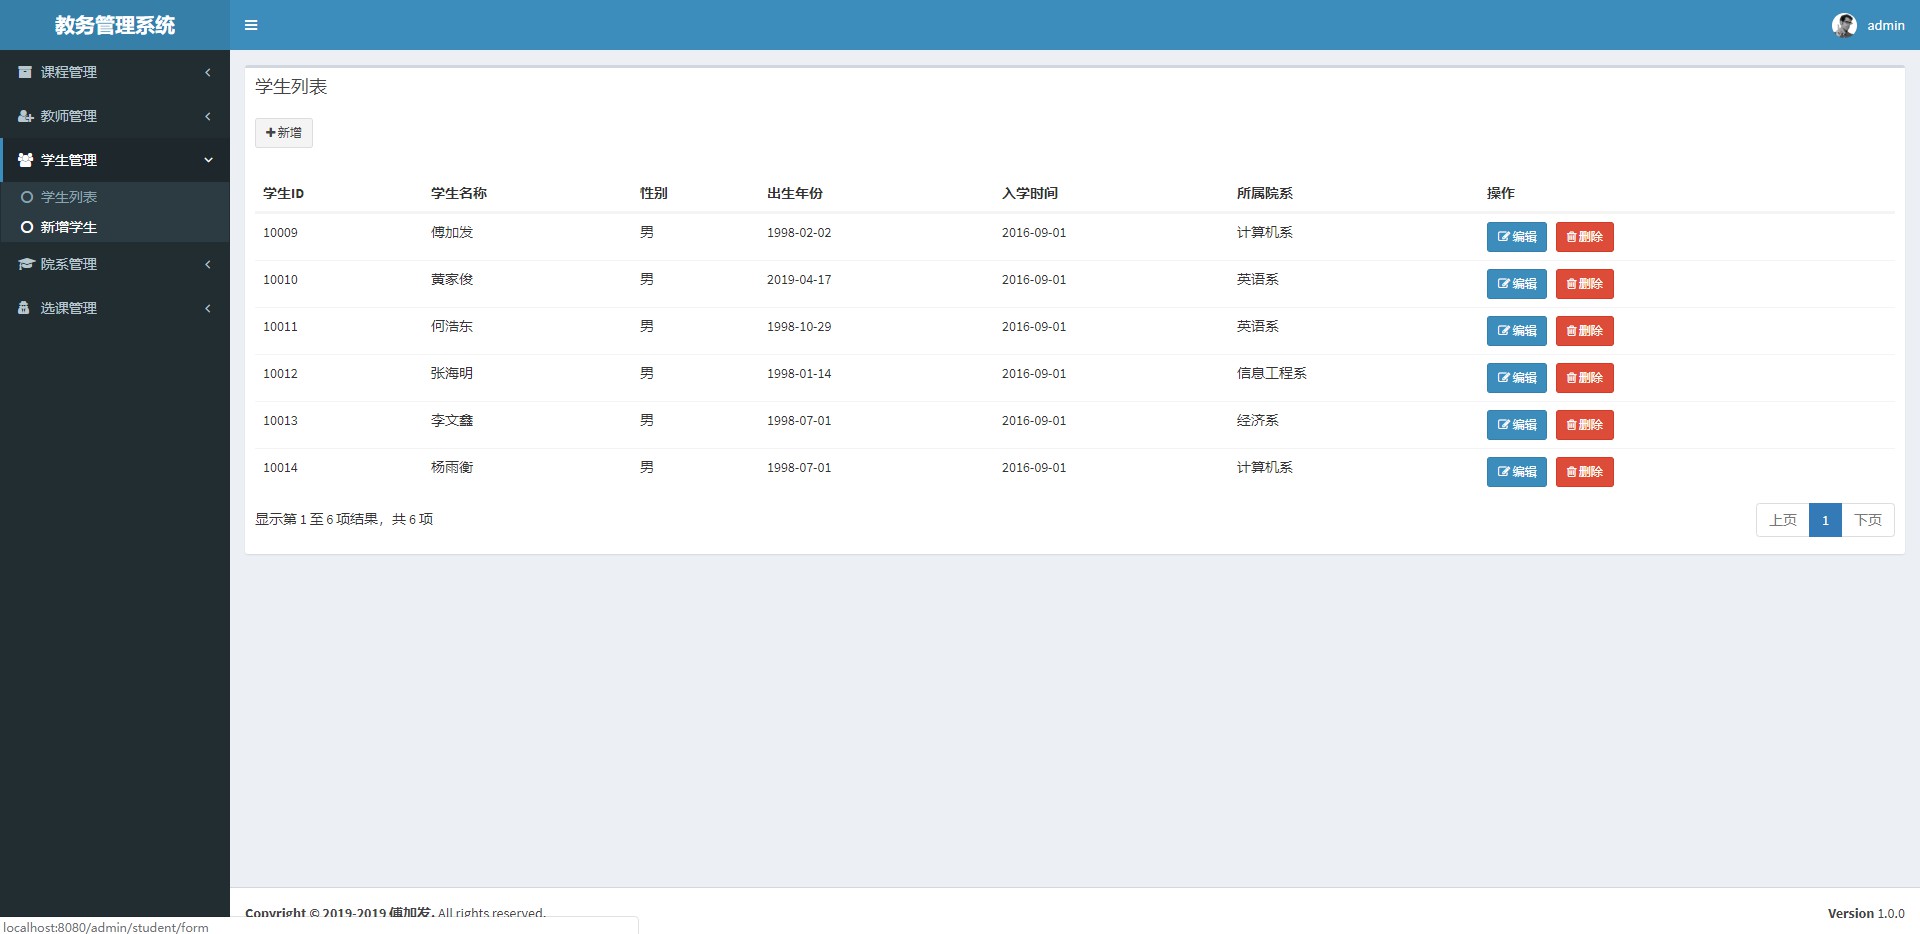 教务管理系统
admin
课程管理
教师管理
学生管理
学生列表
新增学生
院系管理
选课管理
学生列表
新增
学生ID 学生名称 性别 出生年份 入学时间 所属院系 操作
10009 傅加发 男 1998-02-02 2016-09-01 计算机系 编辑 删除
10010 黄家俊 男 2019-04-17 2016-09-01 英语系 编辑 删除
10011 何浩东 男 1998-10-29 2016-09-01 英语系 编辑 删除
10012 张海明 男 1998-01-14 2016-09-01 信息工程系 编辑 删除
10013 李文鑫 男 1998-07-01 2016-09-01 经济系 编辑 删除
10014 杨雨衡 男 1998-07-01 2016-09-01 计算机系 编辑 删除
显示第 1 至 6 项结果，共 6 项
上页 1 下页
Copyright © 2019-2019 傅加发. All rights reserved.
Version 1.0.0
localhost:8080/admin/student/form